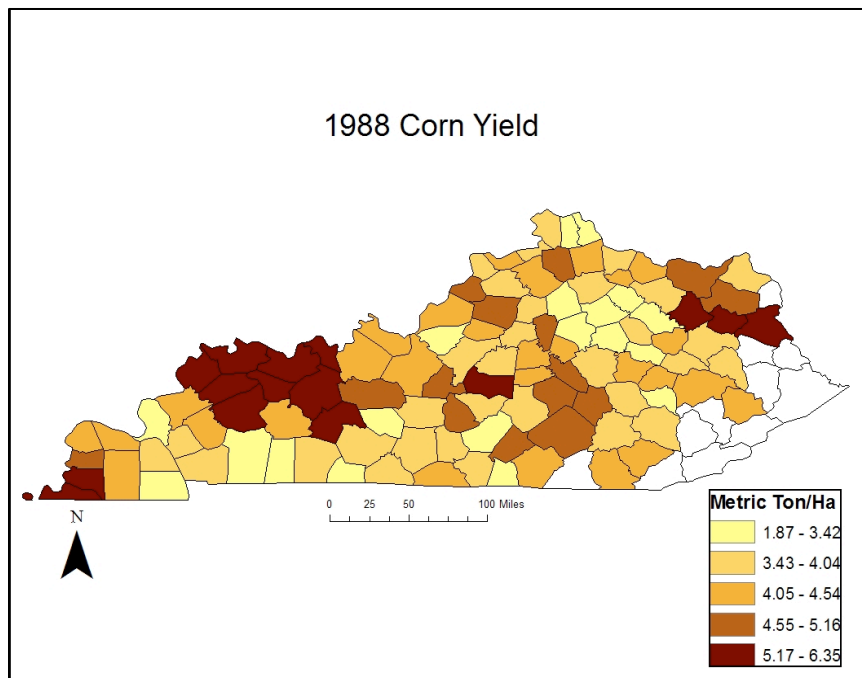 1988 Corn Yield
N
0 25 50 100 Miles
Metric Ton/Ha
1.87 - 3.42
3.43 - 4.04
4.05 - 4.54
4.55 - 5.16
5.17 - 6.35